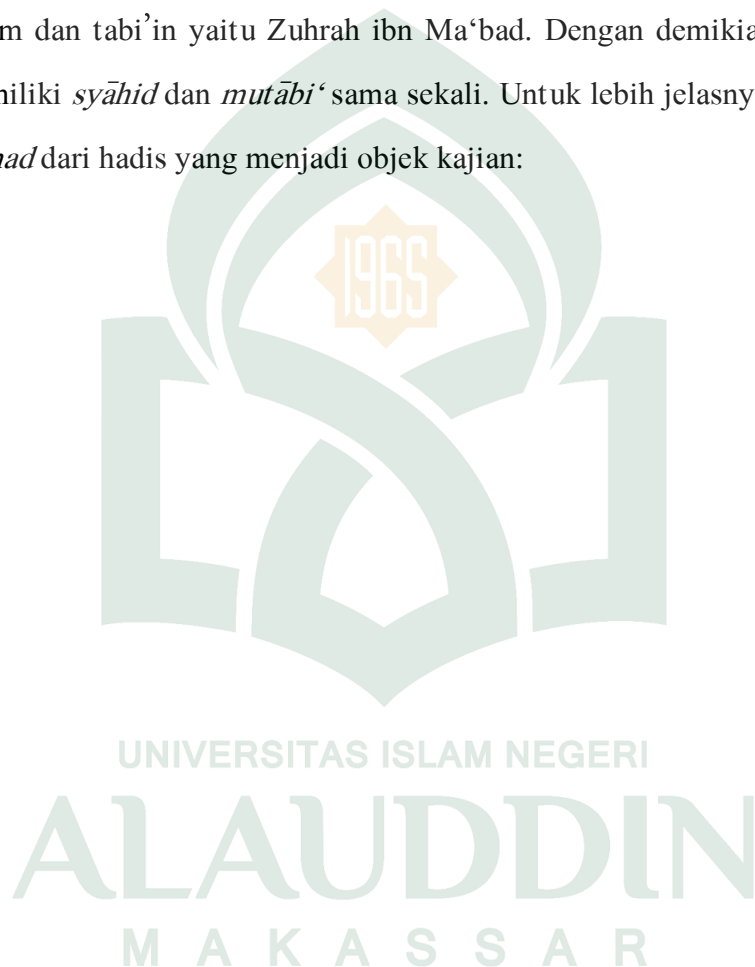 m dan tabi’in yaitu Zuhrah ibn Ma‘bad. Dengan demikia
niliki syāhid dan mutābi‘ sama sekali. Untuk lebih jelasny
nad dari hadis yang menjadi objek kajian:
1965
UNIVERSITAS ISLAM NEGERI
ALAUDDIN
MAKASSAR